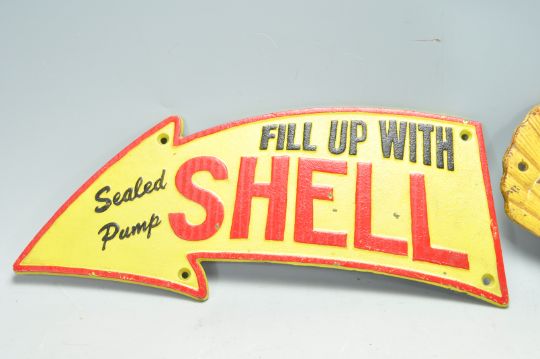 FILL UP WITH
Sealed
Pump
SHELL